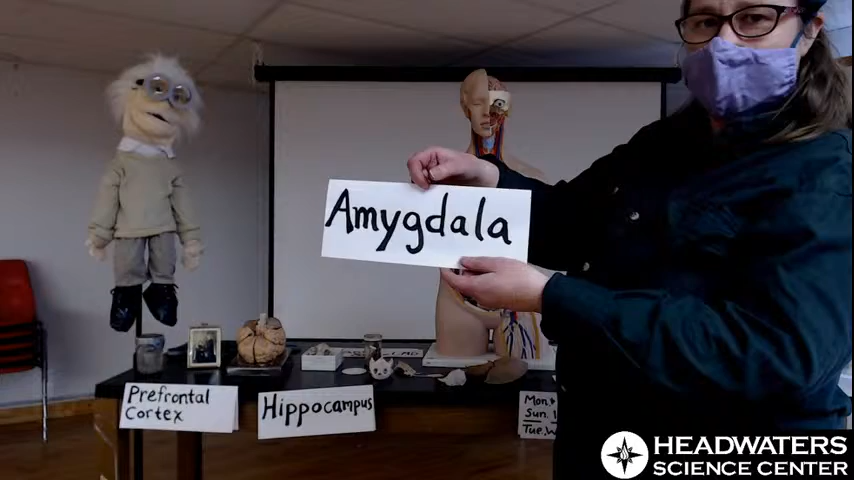 Amygdala
Prefrontal
Cortex
Hippocampus
Mon
Sun.
Tue.
HEADWATERS
SCIENCE CENTER